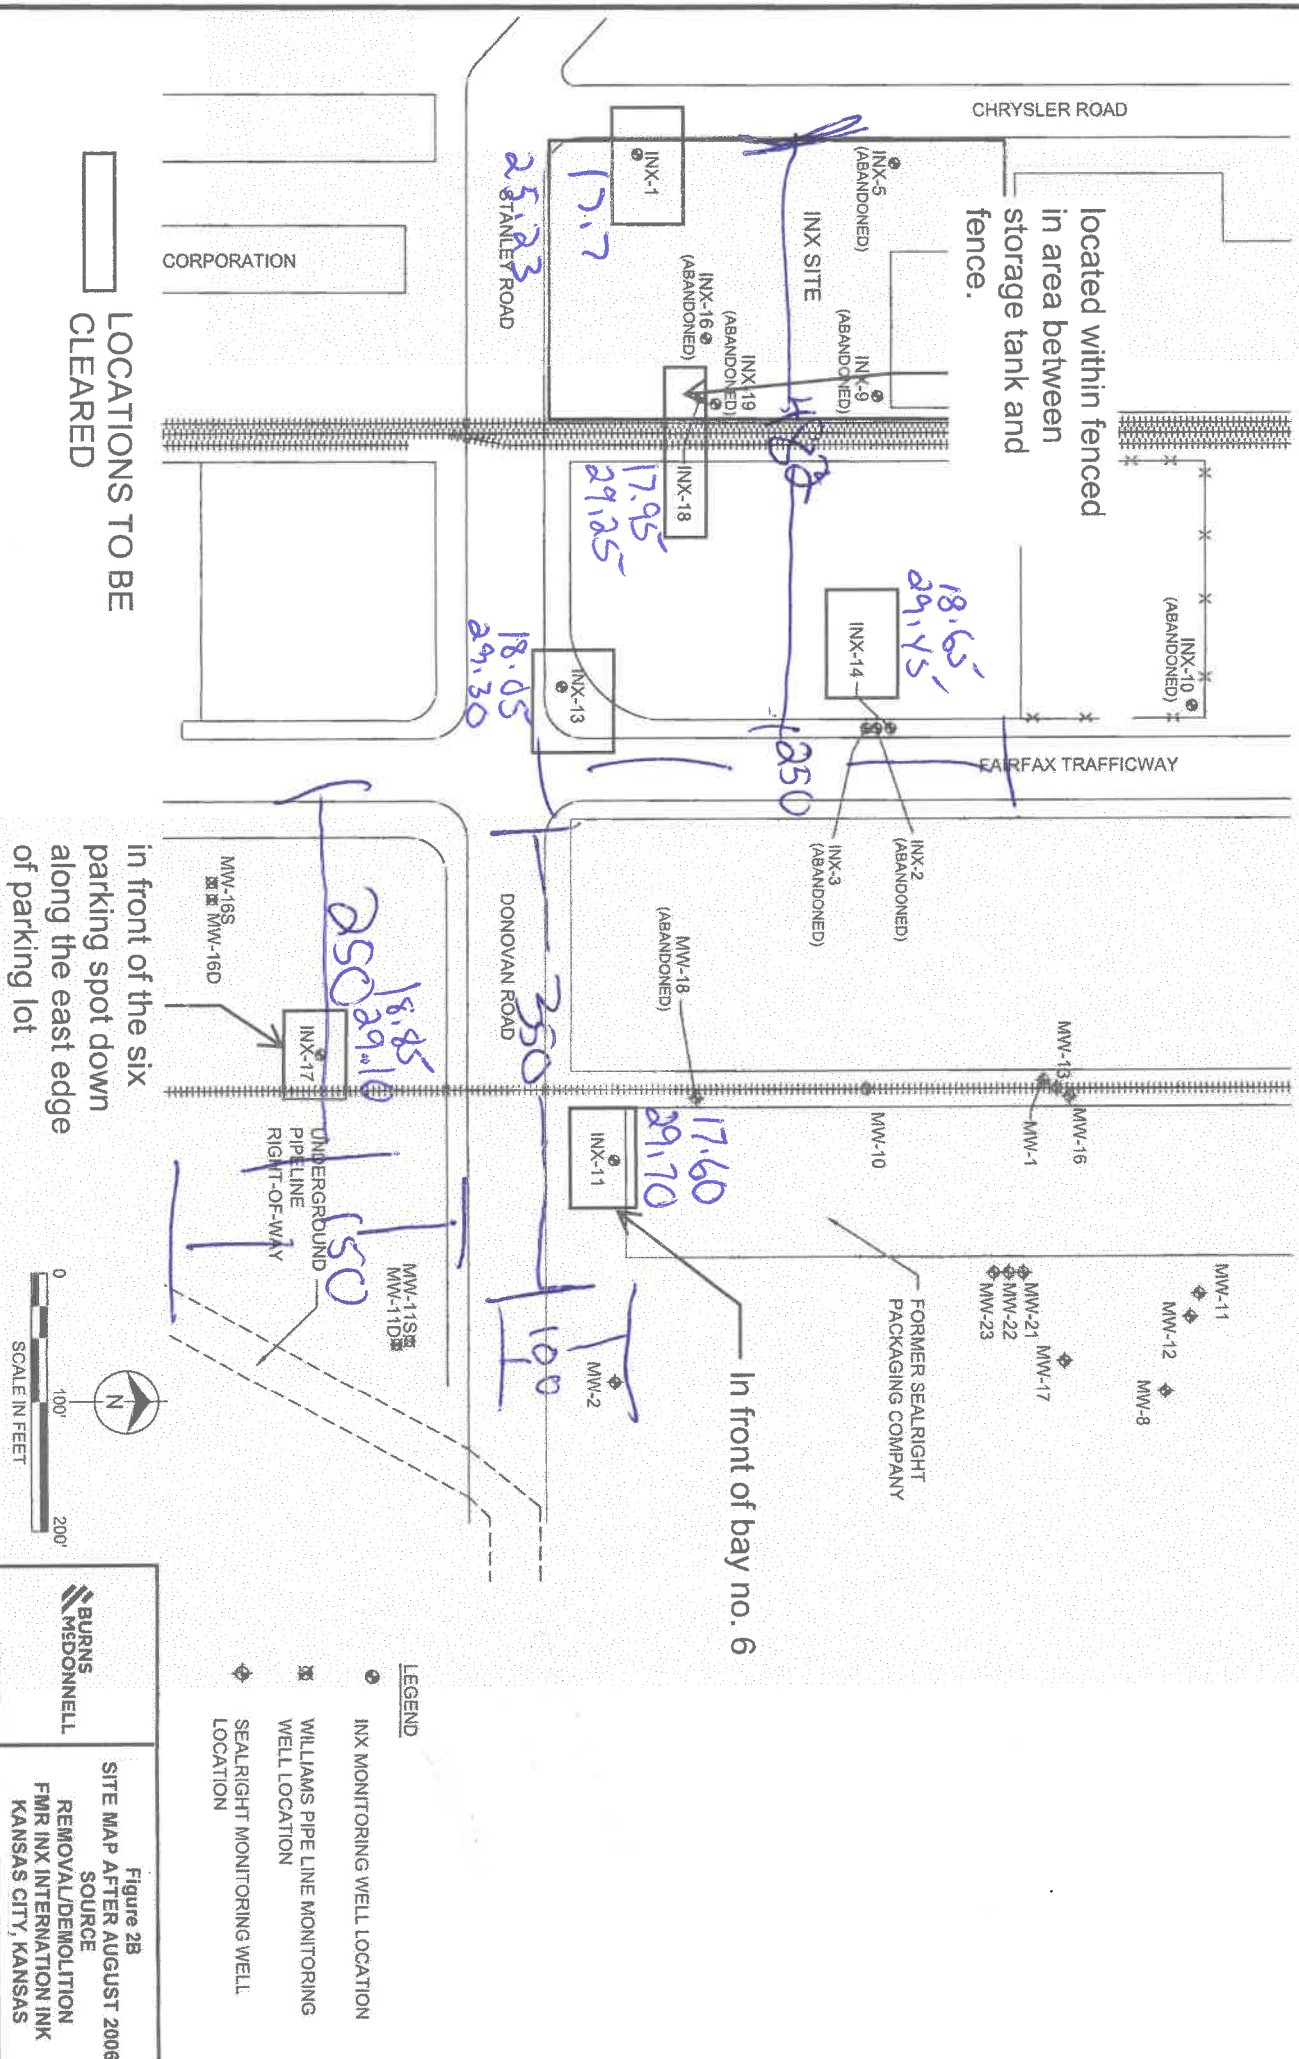 CHRYSLER ROAD
INX-5
(ABANDONED)
located within fenced
in area between
storage tank and
fence.
INX-1
17.7
25.23
STANLEY ROAD
INX SITE
INX-16
(ABANDONED)
INX-19
(ABANDONED)
INX-9
(ABANDONED)
CORPORATION
LOCATIONS TO BE
CLEARED
INX-18
17.95
29.25
18.65
29.45
INX-14
INX-10
(ABANDONED)
18.05
29.30
INX-13
250
FAIRFAX TRAFFICWAY
INX-2
(ABANDONED)
INX-3
(ABANDONED)
MW-18
(ABANDONED)
DONOVAN ROAD
350
MW-16S
MW-16D
250
18.85
29.10
INX-17
in front of the six
parking spot down
along the east edge
of parking lot
MW-13
MW-16
MW-1
MW-10
17.60
29.70
INX-11
UNDERGROUND
PIPELINE
RIGHT-OF-WAY
150
MW-11S
MW-11D
100
MW-2
In front of bay no. 6
FORMER SEALRIGHT
PACKAGING COMPANY
MW-21
MW-22
MW-23
MW-11
MW-12
MW-17
MW-8
N
0 100' 200'
SCALE IN FEET
LEGEND
INX MONITORING WELL LOCATION
WILLIAMS PIPE LINE MONITORING
WELL LOCATION
SEALRIGHT MONITORING WELL
LOCATION
BURNS
McDONNELL
Figure 2B
SITE MAP AFTER AUGUST 2006
SOURCE
REMOVAL/DEMOLITION
FMR INX INTERNATION INK
KANSAS CITY, KANSAS